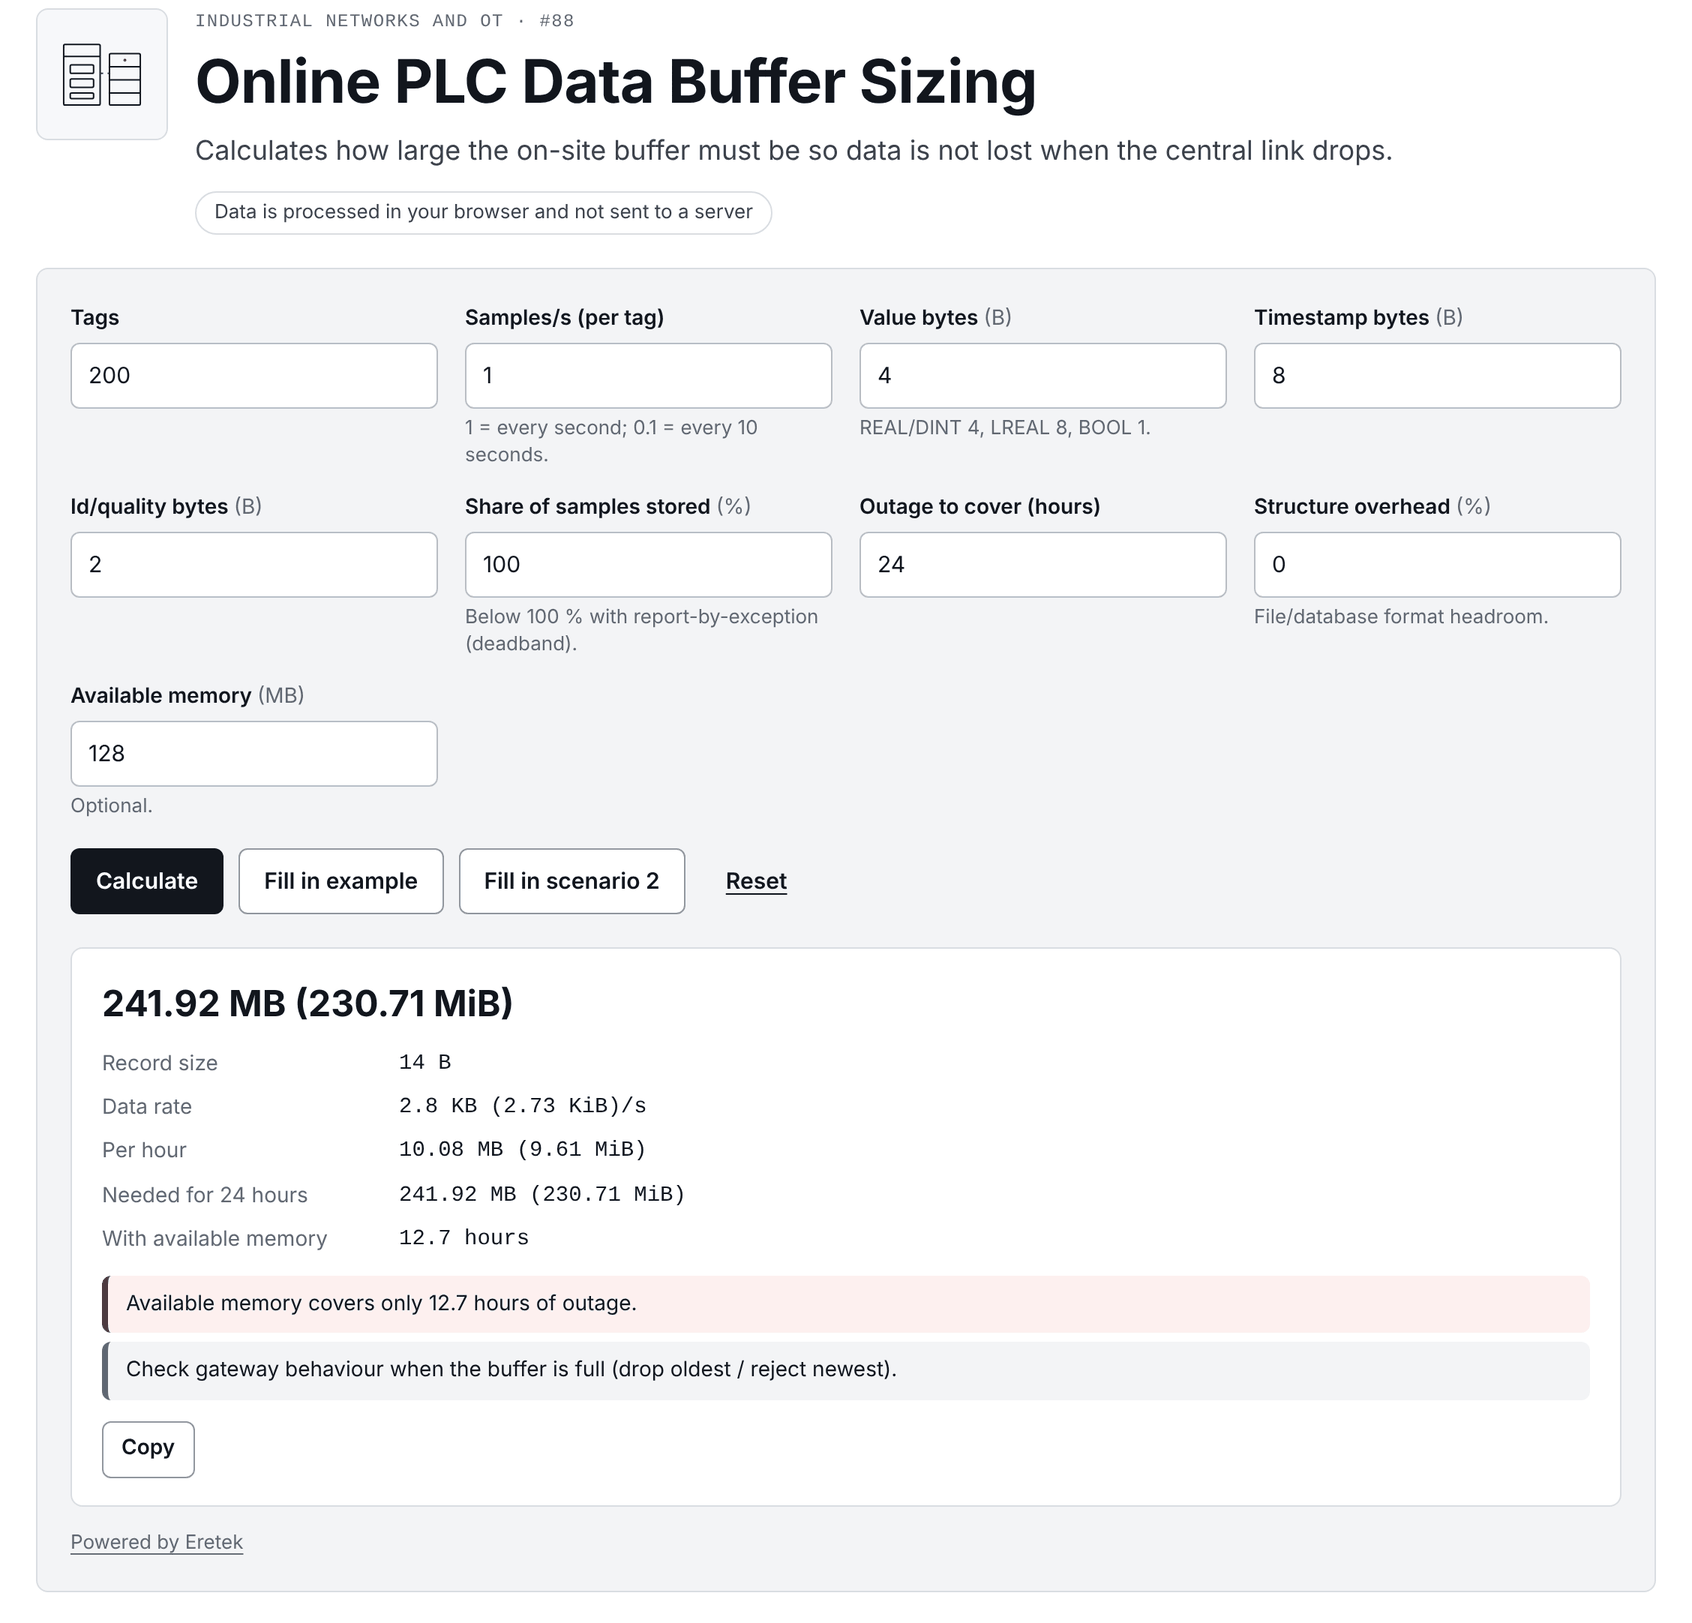 INDUSTRIAL NETWORKS AND OT · #88
Online PLC Data Buffer Sizing
Calculates how large the on-site buffer must be so data is not lost when the central link drops.
Data is processed in your browser and not sent to a server
Tags
200
Samples/s (per tag)
1
1 = every second; 0.1 = every 10
seconds.
Value bytes (B)
4
REAL/DINT 4, LREAL 8, BOOL 1.
Timestamp bytes (B)
8
Id/quality bytes (B)
2
Share of samples stored (%)
100
Below 100 % with report-by-exception
(deadband).
Outage to cover (hours)
24
Structure overhead (%)
0
File/database format headroom.
Available memory (MB)
128
Optional.
Calculate
Fill in example
Fill in scenario 2
Reset
241.92 MB (230.71 MiB)
Record size 14 B
Data rate 2.8 KB (2.73 KiB)/s
Per hour 10.08 MB (9.61 MiB)
Needed for 24 hours 241.92 MB (230.71 MiB)
With available memory 12.7 hours
Available memory covers only 12.7 hours of outage.
Check gateway behaviour when the buffer is full (drop oldest / reject newest).
Copy
Powered by Eretek